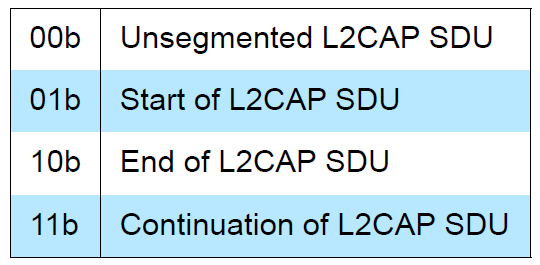 00b Unsegmented L2CAP SDU
01b Start of L2CAP SDU
10b End of L2CAP SDU
11b Continuation of L2CAP SDU